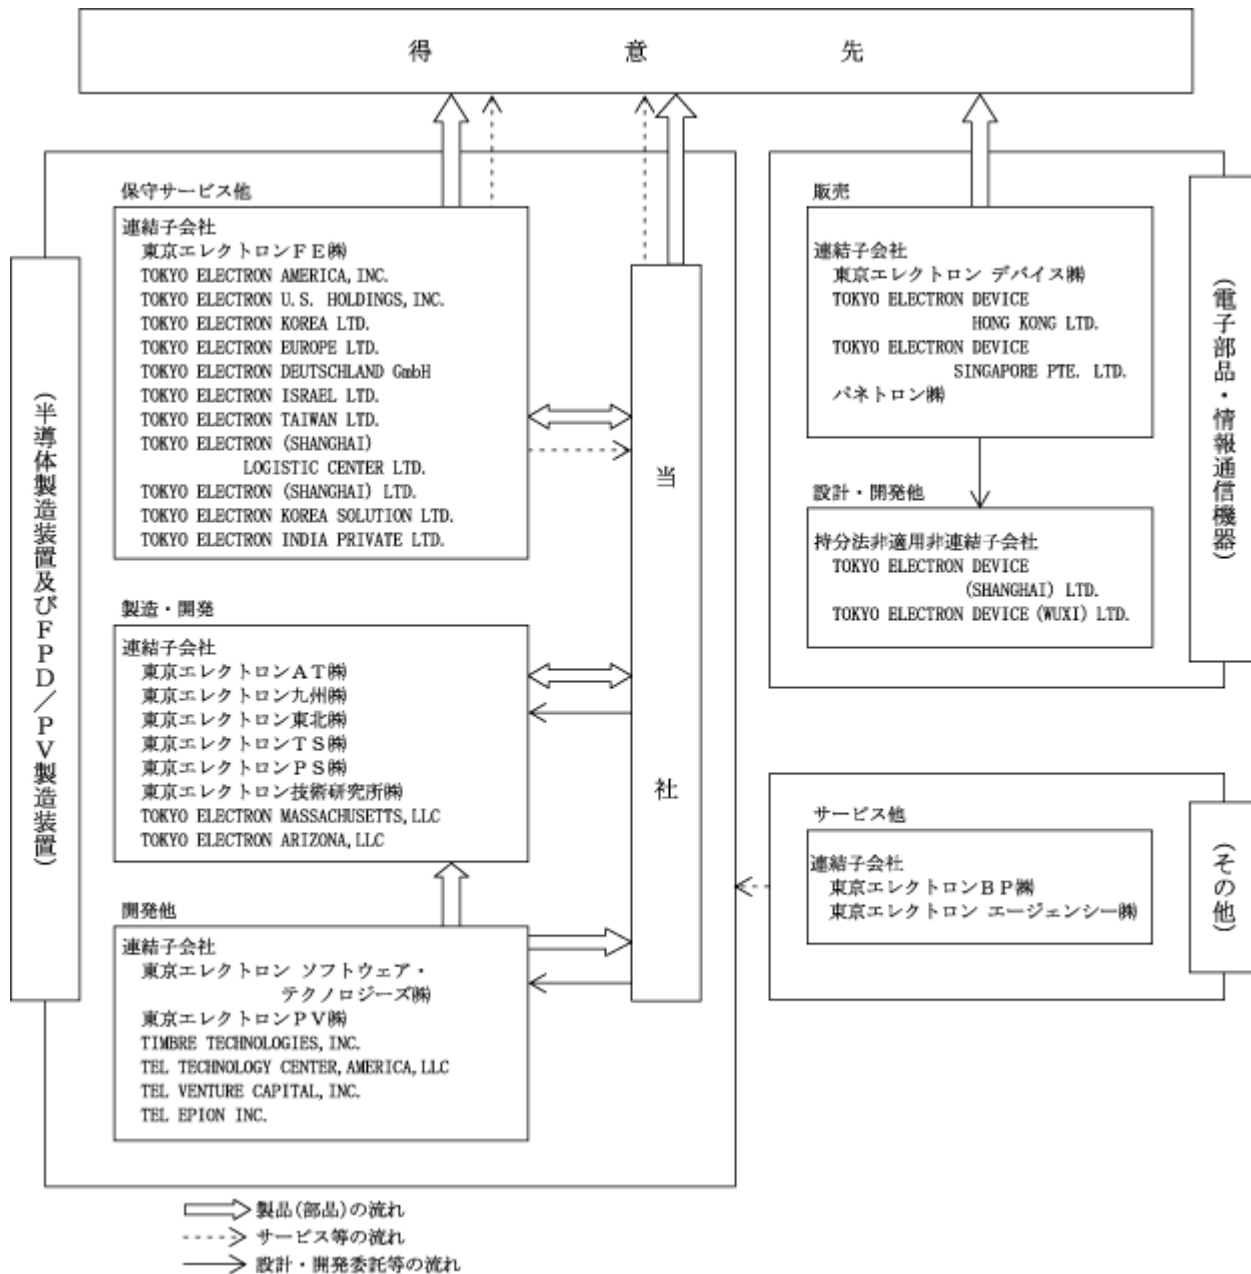 得意先
保守サービス他
連結子会社
東京エレクトロンFE㈱
TOKYO ELECTRON AMERICA,INC.
TOKYO ELECTRON U.S. HOLDINGS,INC.
TOKYO ELECTRON KOREA LTD.
TOKYO ELECTRON EUROPE LTD.
TOKYO ELECTRON DEUTSCHLAND GmbH
TOKYO ELECTRON ISRAEL LTD.
TOKYO ELECTRON TAIWAN LTD.
TOKYO ELECTRON (SHANGHAI)
LOGISTIC CENTER LTD.
TOKYO ELECTRON (SHANGHAI) LTD.
TOKYO ELECTRON KOREA SOLUTION LTD.
TOKYO ELECTRON INDIA PRIVATE LTD.
製造・開発
連結子会社
東京エレクトロンAT㈱
東京エレクトロン九州㈱
東京エレクトロン東北㈱
東京エレクトロンTS㈱
東京エレクトロンPS㈱
東京エレクトロン技術研究所㈱
TOKYO ELECTRON MASSACHUSETTS,LLC
TOKYO ELECTRON ARIZONA,LLC
開発他
連結子会社
東京エレクトロン ソフトウェア・
テクノロジーズ㈱
東京エレクトロンPV㈱
TIMBRE TECHNOLOGIES,INC.
TEL TECHNOLOGY CENTER,AMERICA,LLC
TEL VENTURE CAPITAL,INC.
TEL EPION INC.
(半導体製造装置及びFPD/PV製造装置)
当社
販売
連結子会社
東京エレクトロン デバイス㈱
TOKYO ELECTRON DEVICE
HONG KONG LTD.
TOKYO ELECTRON DEVICE
SINGAPORE PTE. LTD.
パネトロン㈱
設計・開発他
持分法非適用非連結子会社
TOKYO ELECTRON DEVICE
(SHANGHAI) LTD.
TOKYO ELECTRON DEVICE(WUXI)LTD.
(電子部品・情報通信機器)
サービス他
連結子会社
東京エレクトロンBP㈱
東京エレクトロン エージェンシー㈱
(その他)
製品(部品)の流れ
サービス等の流れ
設計・開発委託等の流れ